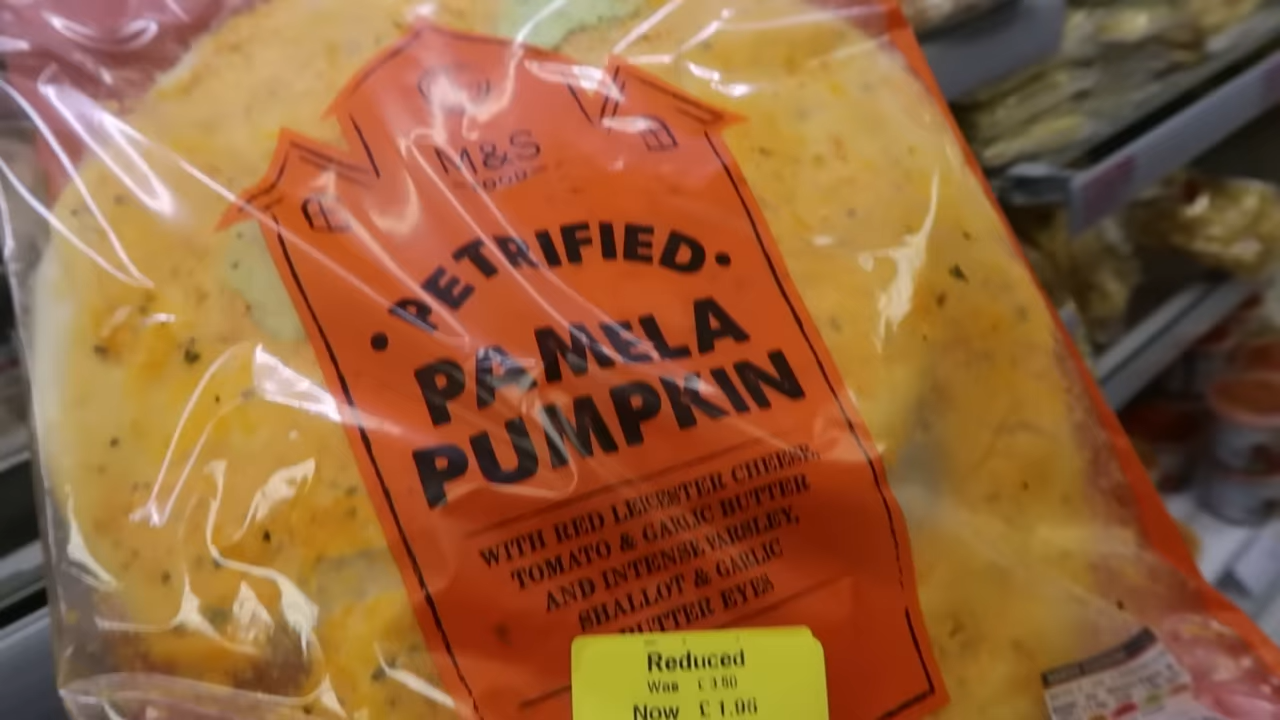 M&S
FOOD
• PETRIFIED •
PAMELA
PUMPKIN
WITH RED LEICESTER CHEESE,
TOMATO & GARLIC BUTTER
AND INTENSE PARSLEY,
SHALLOT & GARLIC
BUTTER EYES
Reduced
Was £3.50
Now £1.96